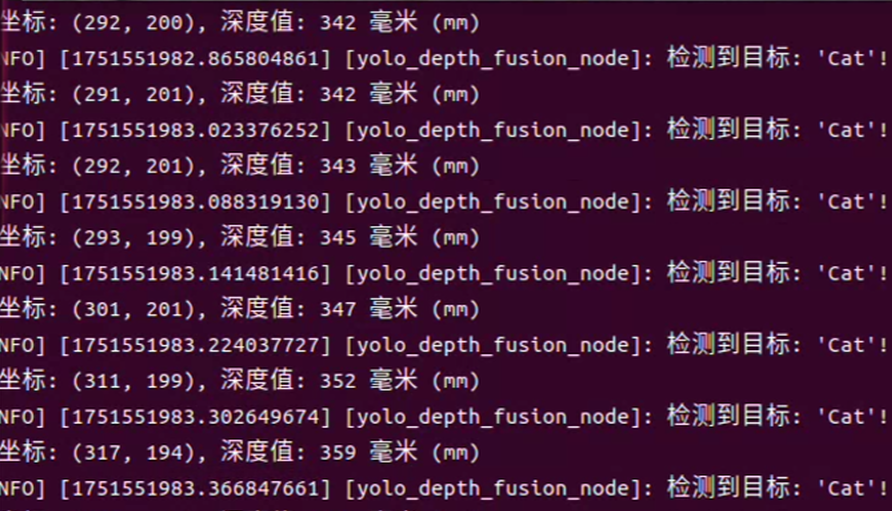 坐标: (292, 200), 深度值: 342 毫米 (mm)
NFO] [1751551982.865804861] [yolo_depth_fusion_node]: 检测到目标: 'Cat'!
坐标: (291, 201), 深度值: 342 毫米 (mm)
NFO] [1751551983.023376252] [yolo_depth_fusion_node]: 检测到目标: 'Cat'!
坐标: (292, 201), 深度值: 343 毫米 (mm)
NFO] [1751551983.088319130] [yolo_depth_fusion_node]: 检测到目标: 'Cat'!
坐标: (293, 199), 深度值: 345 毫米 (mm)
NFO] [1751551983.141481416] [yolo_depth_fusion_node]: 检测到目标: 'Cat'!
坐标: (301, 201), 深度值: 347 毫米 (mm)
NFO] [1751551983.224037727] [yolo_depth_fusion_node]: 检测到目标: 'Cat'!
坐标: (311, 199), 深度值: 352 毫米 (mm)
NFO] [1751551983.302649674] [yolo_depth_fusion_node]: 检测到目标: 'Cat'!
坐标: (317, 194), 深度值: 359 毫米 (mm)
NFO] [1751551983.366847661] [yolo_depth_fusion_node]: 检测到目标: 'Cat'!